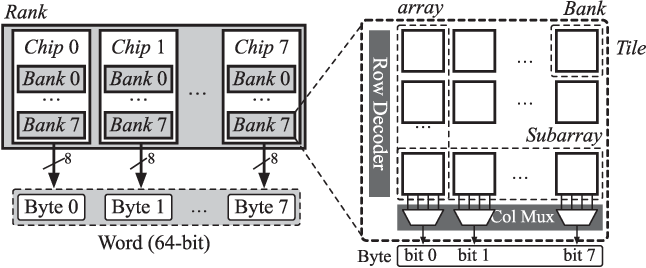 Rank
Chip 0 Chip 1 Chip 7
Bank 0 Bank 0 Bank 0
... ... ... ...
Bank 7 Bank 7 Bank 7
8 8 8
Byte 0 Byte 1 ... Byte 7
Word (64-bit)
array Bank
Tile
Row Decoder
...
...
...
Subarray
...
Col Mux
Byte bit 0 bit 1 bit 7